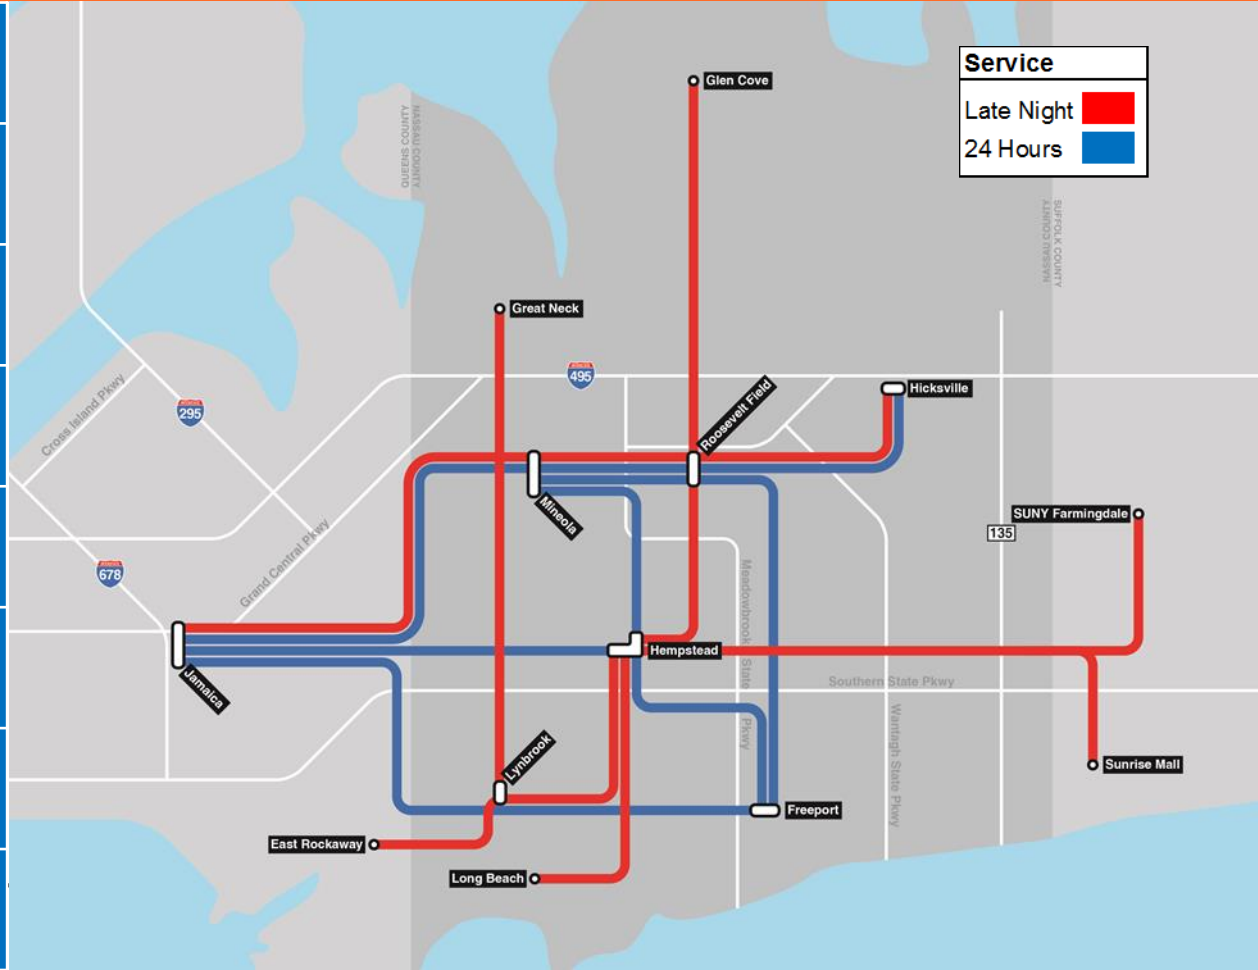 Service
Late Night
24 Hours
Glen Cove
QUEENS COUNTY
NASSAU COUNTY
NASSAU COUNTY
SUFFOLK COUNTY
Great Neck
495
Cross Island Pkwy
295
Roosevelt Field
Hicksville
Mineola
SUNY Farmingdale
135
678
Grand Central Pkwy
Meadowbrook State Pkwy
Hempstead
Jamaica
Southern State Pkwy
Wantagh State Pkwy
Lynbrook
Sunrise Mall
Freeport
East Rockaway
Long Beach